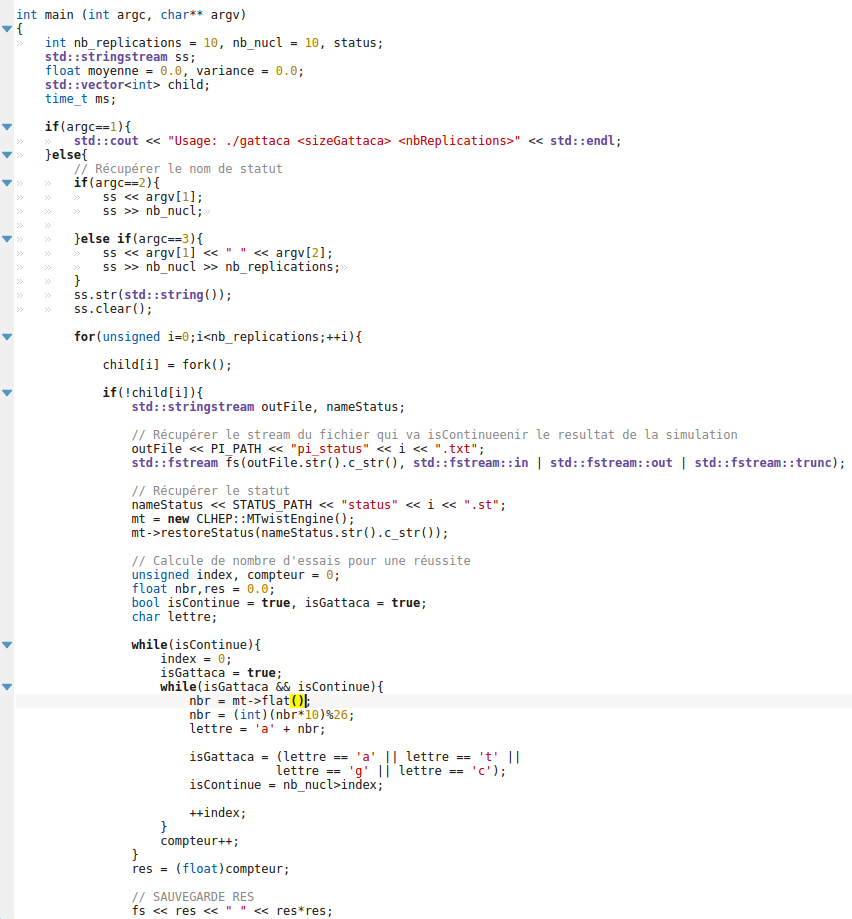 int main (int argc, char** argv)
{
int nb_replications = 10, nb_nucl = 10, status;
std::stringstream ss;
float moyenne = 0.0, variance = 0.0;
std::vector<int> child;
time_t ms;
if(argc==1){
std::cout << "Usage: ./gattaca <sizeGattaca> <nbReplications>" << std::endl;
}else{
// Récupérer le nom de statut
if(argc==2){
ss << argv[1];
ss >> nb_nucl;
}else if(argc==3){
ss << argv[1] << " " << argv[2];
ss >> nb_nucl >> nb_replications;
}
ss.str(std::string());
ss.clear();
for(unsigned i=0;i<nb_replications;++i){
child[i] = fork();
if(!child[i]){
std::stringstream outFile, nameStatus;
// Récupérer le stream du fichier qui va isContinueenir le resultat de la simulation
outFile << PI_PATH << "pi_status" << i << ".txt";
std::fstream fs(outFile.str().c_str(), std::fstream::in | std::fstream::out | std::fstream::trunc);
// Récupérer le statut
nameStatus << STATUS_PATH << "status" << i << ".st";
mt = new CLHEP::MTwistEngine();
mt->restoreStatus(nameStatus.str().c_str());
// Calcule de nombre d'essais pour une réussite
unsigned index, compteur = 0;
float nbr,res = 0.0;
bool isContinue = true, isGattaca = true;
char lettre;
while(isContinue){
index = 0;
isGattaca = true;
while(isGattaca && isContinue){
nbr = mt->flat();
nbr = (int)(nbr*10)%26;
lettre = 'a' + nbr;
isGattaca = (lettre == 'a' || lettre == 't' ||
lettre == 'g' || lettre == 'c');
isContinue = nb_nucl>index;
++index;
}
compteur++;
}
res = (float)compteur;
// SAUVEGARDE RES
fs << res << " " << res*res;